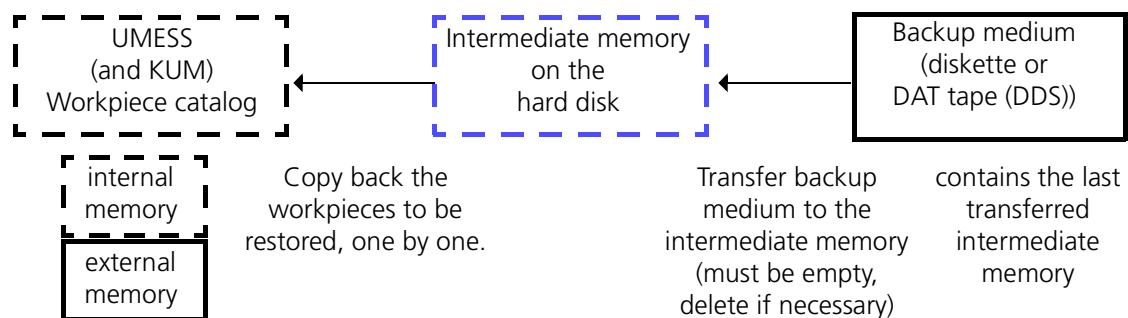 UMESS
(and KUM)
Workpiece catalog
Intermediate memory
on the
hard disk
Backup medium
(diskette or
DAT tape (DDS))
internal
memory
external
memory
Copy back the
workpieces to be
restored, one by one.
Transfer backup
medium to the
intermediate memory
(must be empty,
delete if necessary)
contains the last
transferred
intermediate
memory